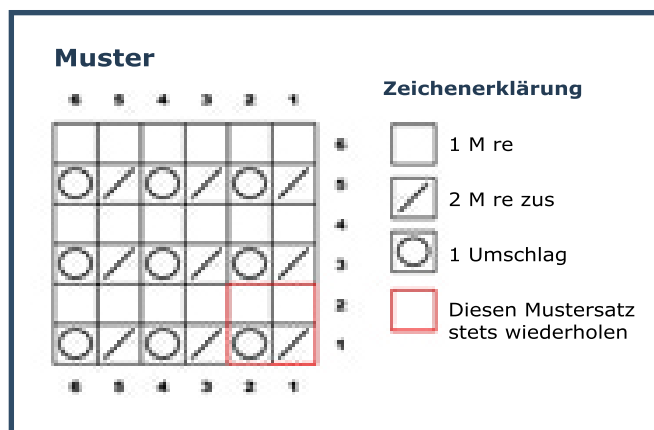 Muster
Zeichenerklärung
6 5 4 3 2 1
6
5
4
3
2
1
6 5 4 3 2 1
1 M re
2 M re zus
1 Umschlag
Diesen Mustersatz
stets wiederholen